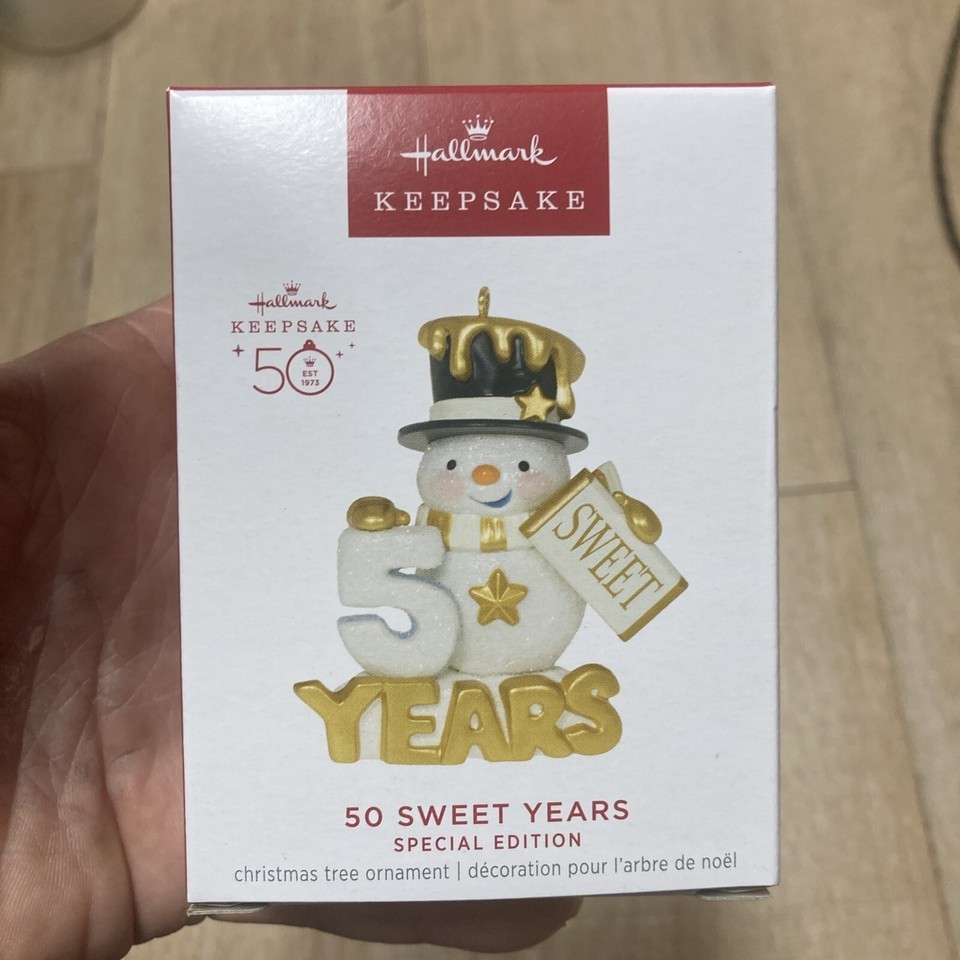 Hallmark
KEEPSAKE
Hallmark
KEEPSAKE
50
EST
1973
SWEET
5
YEARS
50 SWEET YEARS
SPECIAL EDITION
christmas tree ornament | décoration pour l'arbre de noël